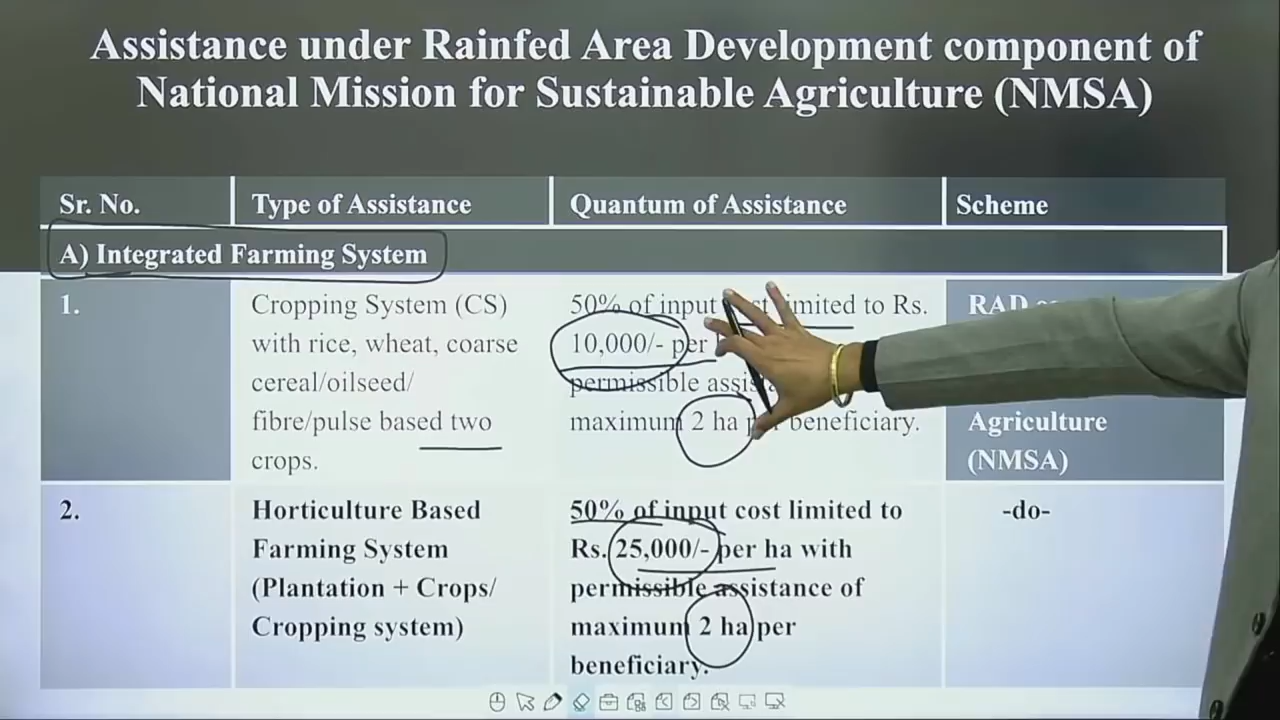 Assistance under Rainfed Area Development component of
National Mission for Sustainable Agriculture (NMSA)
Sr. No.
Type of Assistance
Quantum of Assistance
Scheme
A) Integrated Farming System
1.
Cropping System (CS)
with rice, wheat, coarse
cereal/oilseed/
fibre/pulse based two
crops.
50% of input limited to Rs.
10,000/- per
permissible
maximum 2 ha beneficiary.
RAD
Agriculture
(NMSA)
2.
Horticulture Based
Farming System
(Plantation + Crops/
Cropping system)
50% of input cost limited to
Rs. 25,000/- per ha with
permissible assistance of
maximum 2 ha per
beneficiary.
-do-